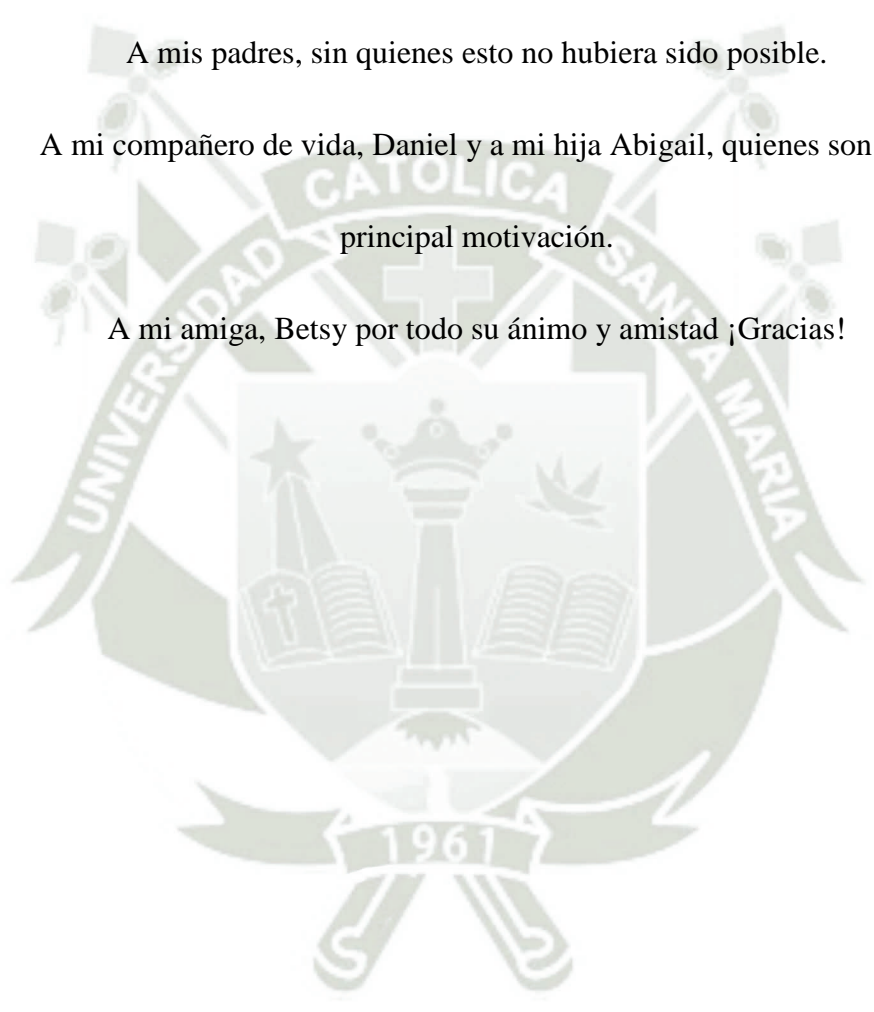 A mis padres, sin quienes esto no hubiera sido posible.
A mi compañero de vida, Daniel y a mi hija Abigail, quienes son
principal motivación.
A mi amiga, Betsy por todo su ánimo y amistad ¡Gracias!
UNIVERSIDAD CATOLICA SANTA MARIA
1961